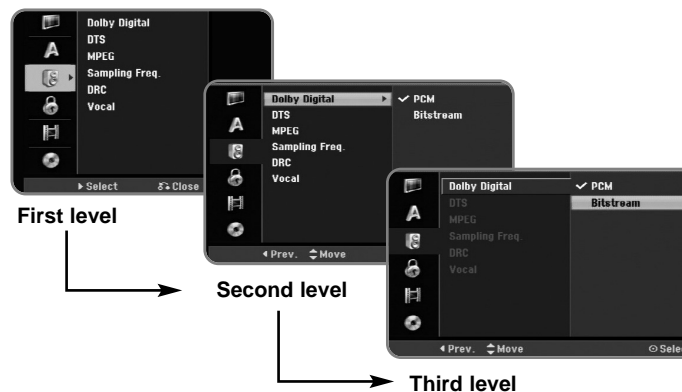 Dolby Digital
DTS
MPEG
Sampling Freq.
DRC
Vocal
Select Close
First level
A
Dolby Digital PCM
DTS Bitstream
MPEG
Sampling Freq.
DRC
Vocal
Prev. Move
Second level
A
Dolby Digital PCM
DTS Bitstream
MPEG
Sampling Freq.
DRC
Vocal
A
Prev. Move Sele
Third level